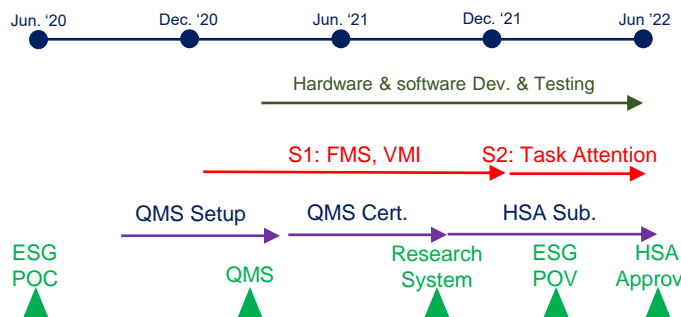 Jun. ‘20 Dec. ‘20 Jun. ‘21 Dec. ‘21 Jun ‘22
Hardware & software Dev. & Testing
S1: FMS, VMI S2: Task Attention
QMS Setup QMS Cert. HSA Sub.
ESG
POC
QMS
Research
System
ESG
POV
HSA
Approv